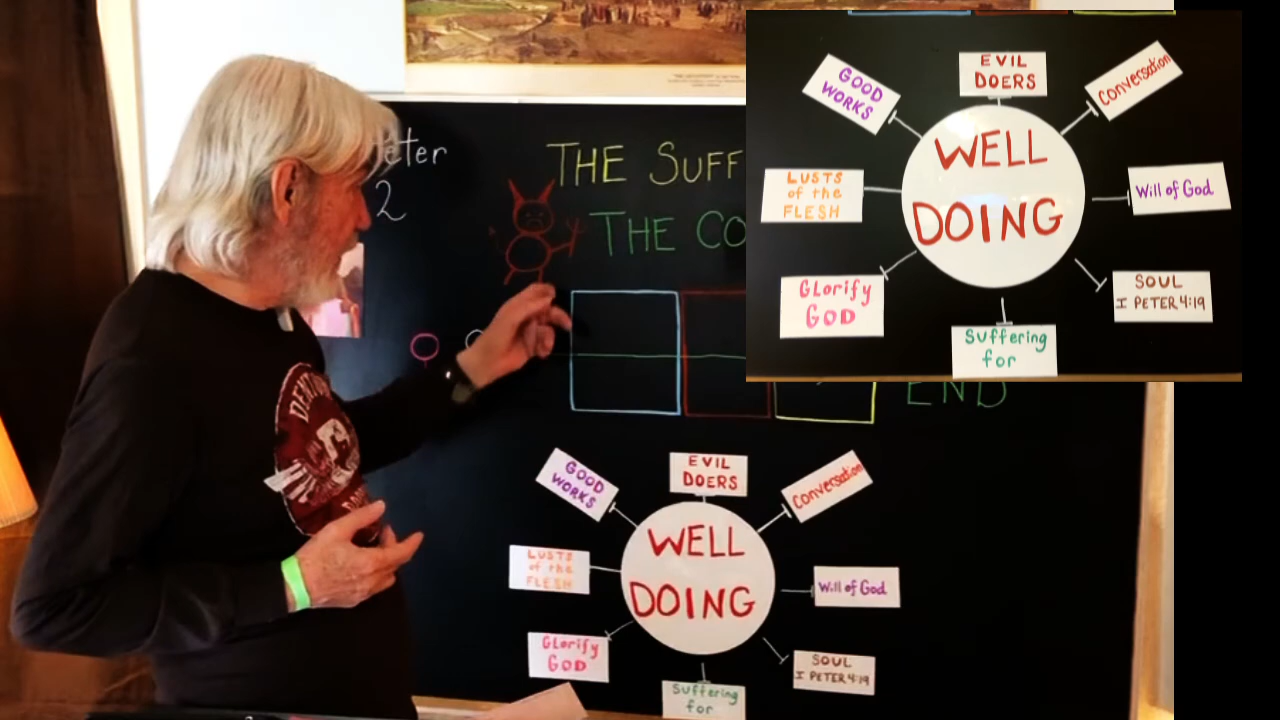 eter
2
THE SUFF
THE CO
END
GOOD
WORKS
EVIL
DOERS
Conversation
LUSTS
of the
FLESH
WELL
DOING
Will of God
GLorify
GOD
SOUL
I PETER 4:19
Suffering
for
GOOD
WORKS
EVIL
DOERS
Conversation
LUSTS
of the
FLESH
WELL
DOING
Will of God
GLorify
GOD
SOUL
I PETER 4:19
Suffering
for